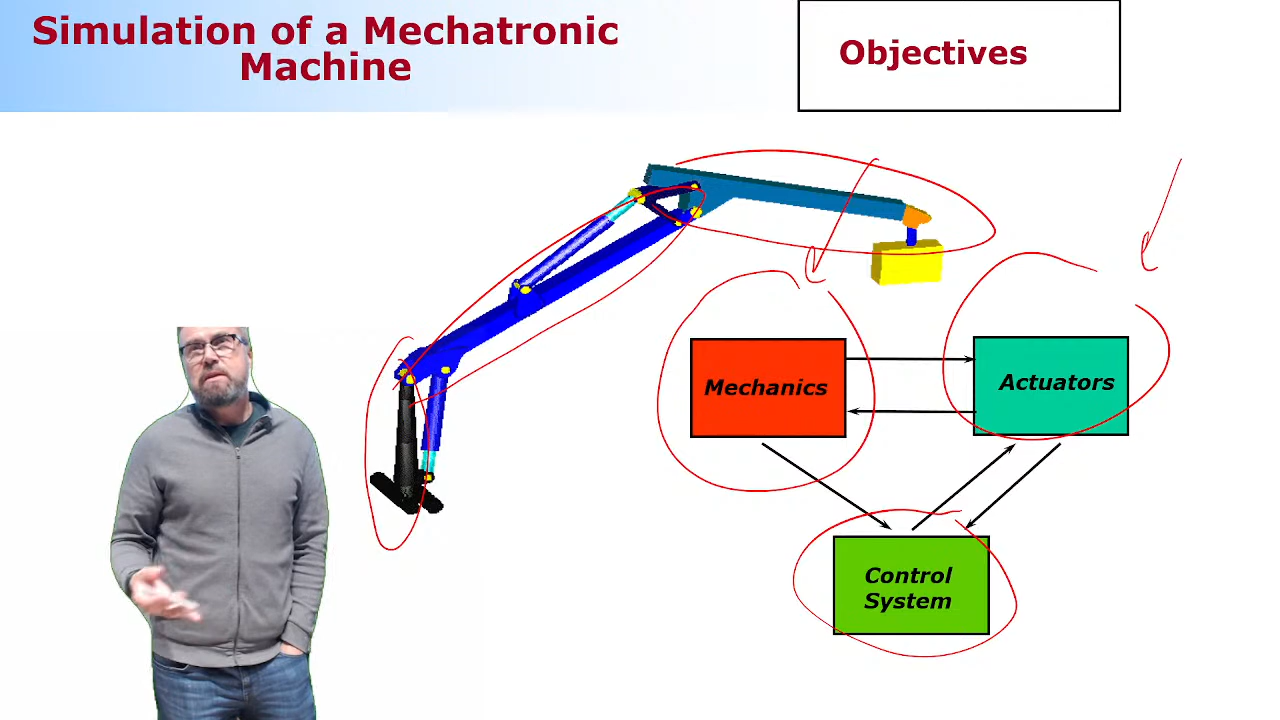 Simulation of a Mechatronic
Machine
Objectives
Mechanics
Actuators
Control
System